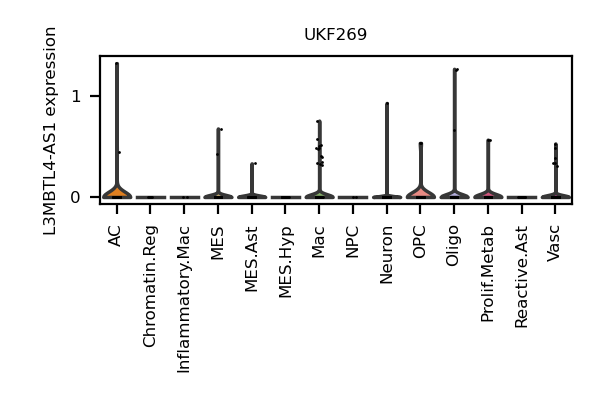 UKF269
L3MBTL4-AS1 expression
1
0
AC
Chromatin.Reg
Inflammatory.Mac
MES
MES.Ast
MES.Hyp
Mac
NPC
Neuron
OPC
Oligo
Prolif.Metab
Reactive.Ast
Vasc